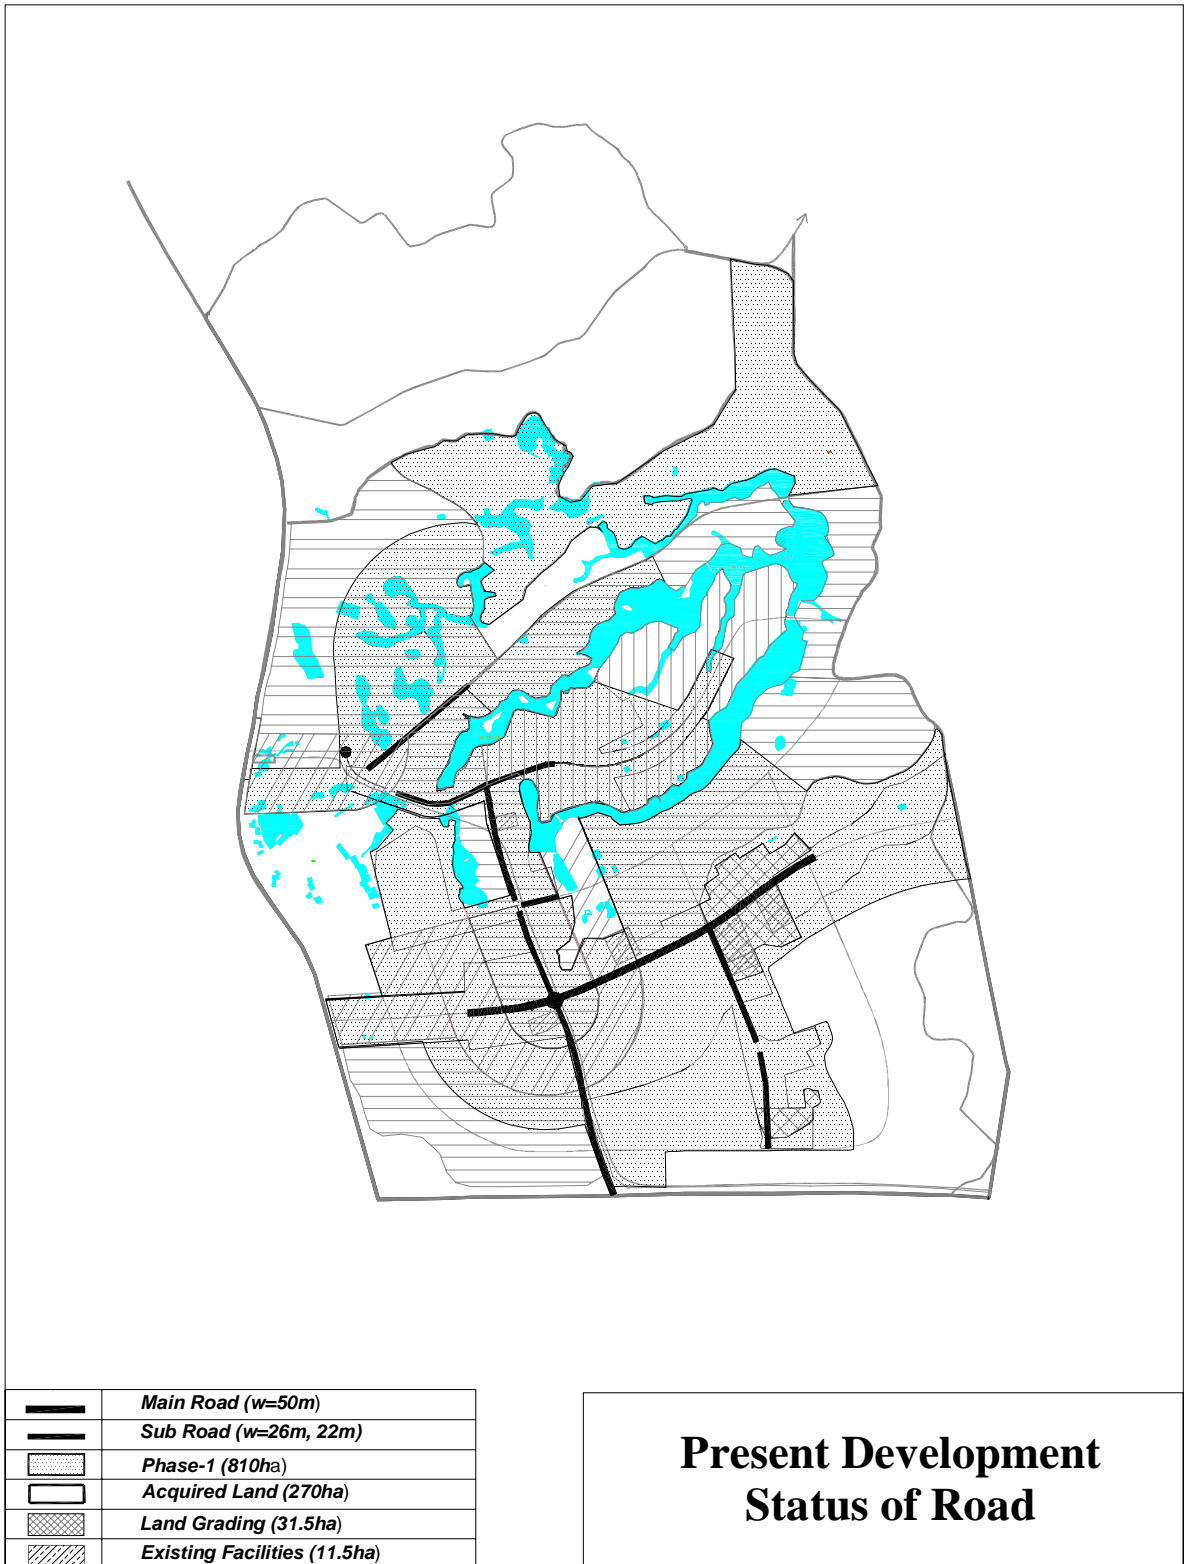 Main Road (w=50m)
Sub Road (w=26m, 22m)
Phase-1 (810ha)
Acquired Land (270ha)
Land Grading (31.5ha)
Existing Facilities (11.5ha)
Present Development
Status of Road